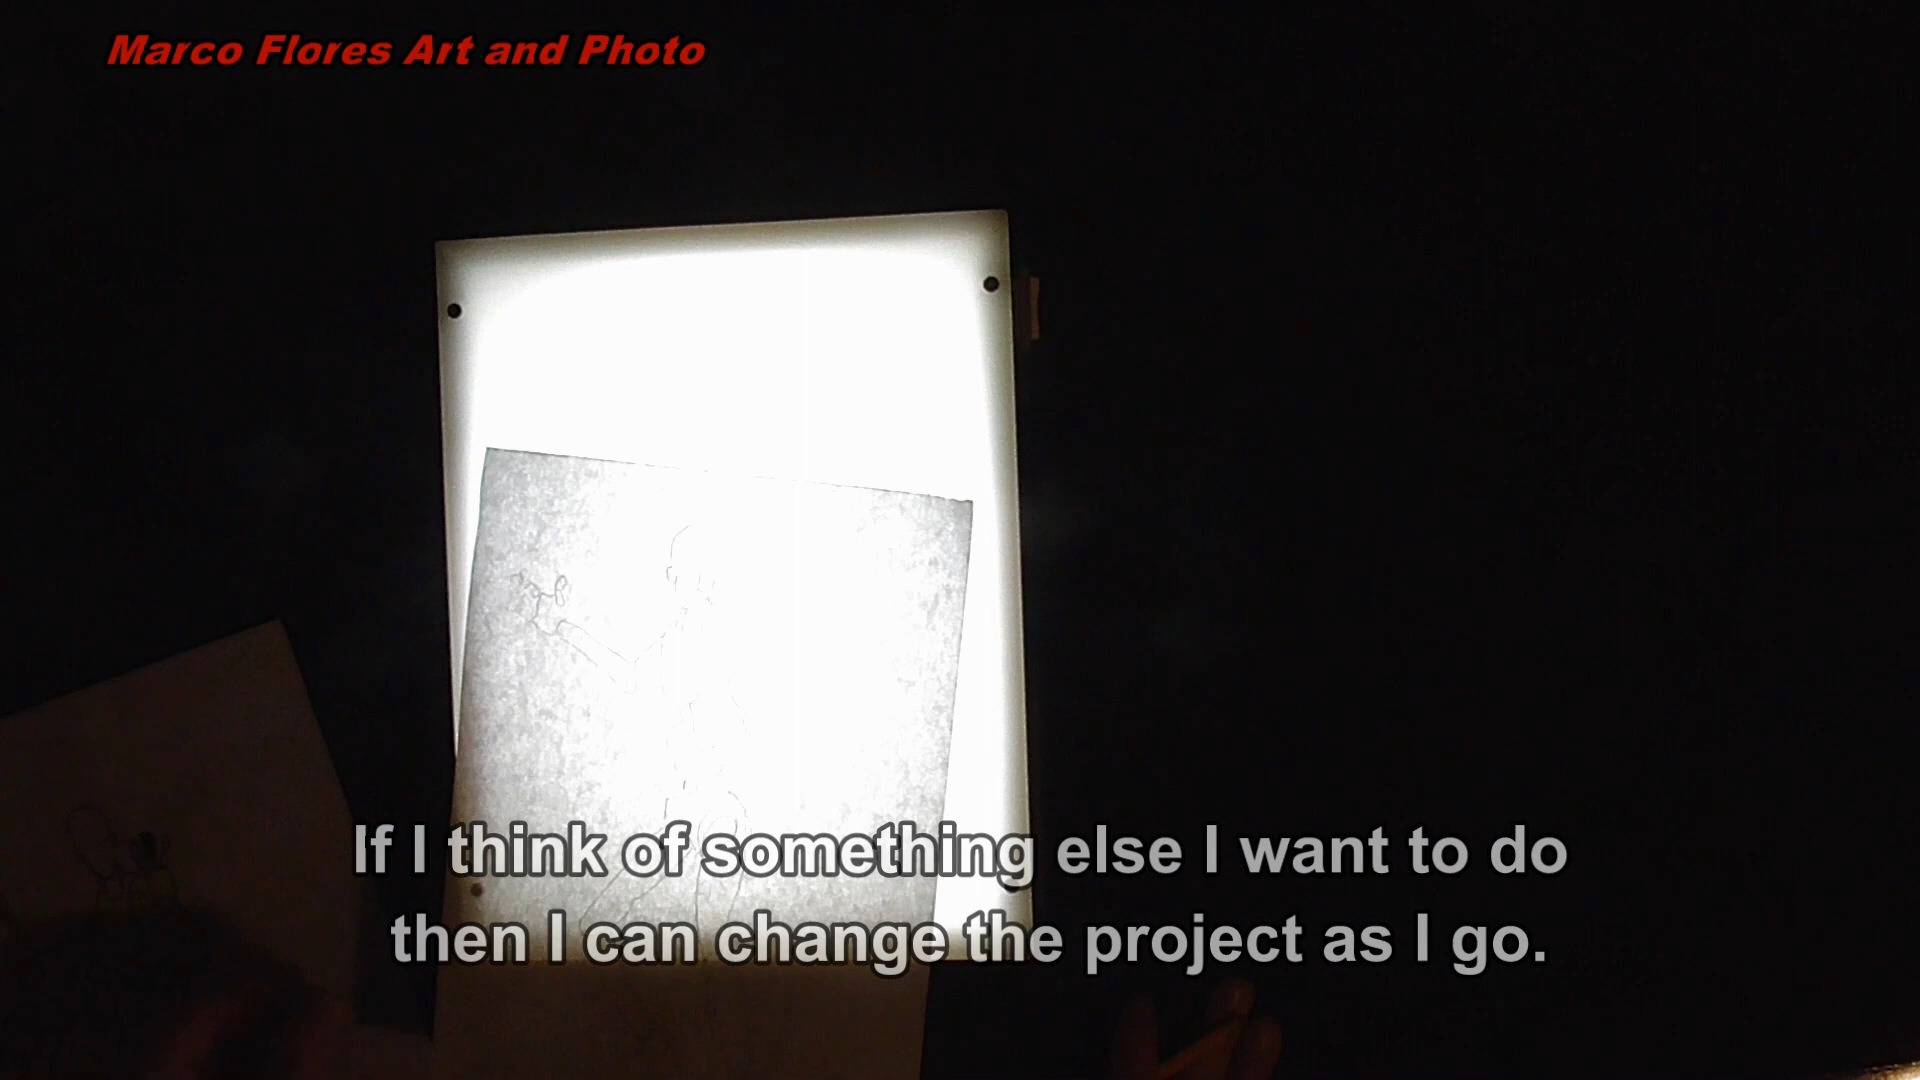 Marco Flores Art and Photo
If I think of something else I want to do
then I can change the project as I go.